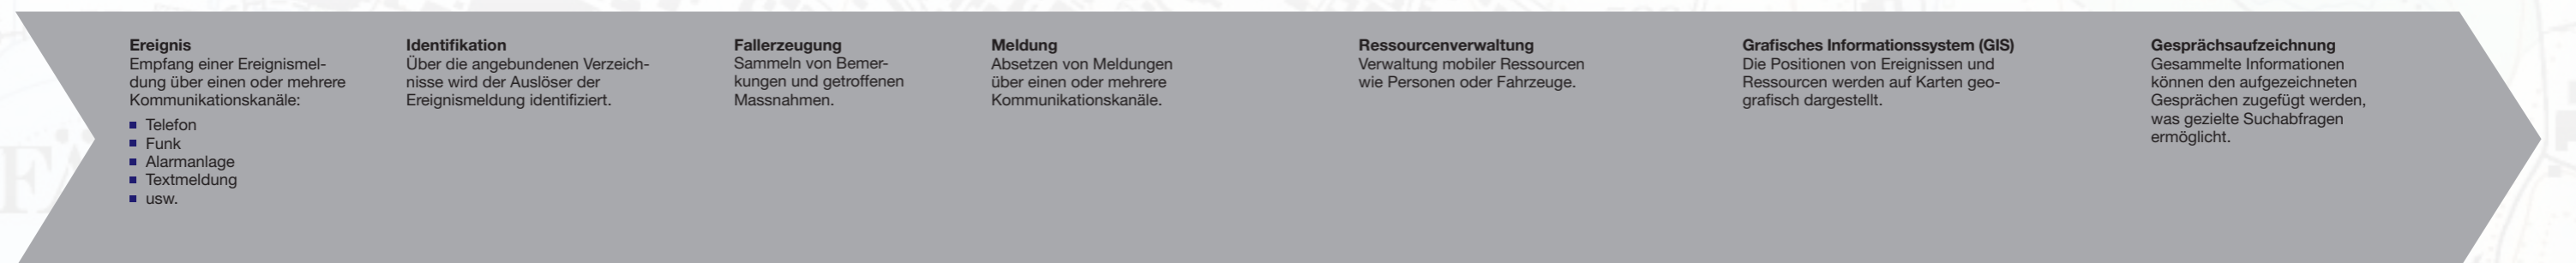 Ereignis
Empfang einer Ereignismel-
dung über einen oder mehrere
Kommunikationskanäle:
Telefon
Funk
Alarmanlage
Textmeldung
usw.
Identifikation
Über die angebundenen Verzeich-
nisse wird der Auslöser der
Ereignismeldung identifiziert.
Fallerzeugung
Sammeln von Bemer-
kungen und getroffenen
Massnahmen.
Meldung
Absetzen von Meldungen
über einen oder mehrere
Kommunikationskanäle.
Ressourcenverwaltung
Verwaltung mobiler Ressourcen
wie Personen oder Fahrzeuge.
Grafisches Informationssystem (GIS)
Die Positionen von Ereignissen und
Ressourcen werden auf Karten geo-
grafisch dargestellt.
Gesprächsaufzeichnung
Gesammelte Informationen
können den aufgezeichneten
Gesprächen zugefügt werden,
was gezielte Suchabfragen
ermöglicht.